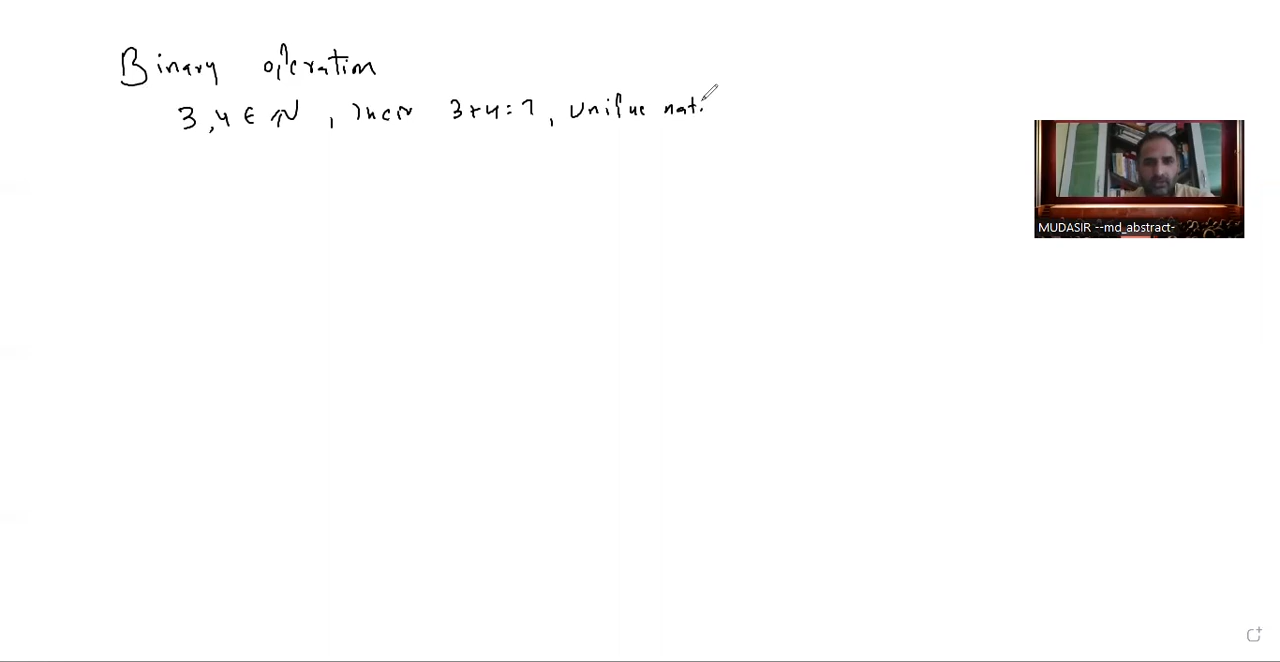 Binary operation
3, 4 ∈ ℕ, then 3+4=7, unique nat.
MUDASIR --md_abstract-